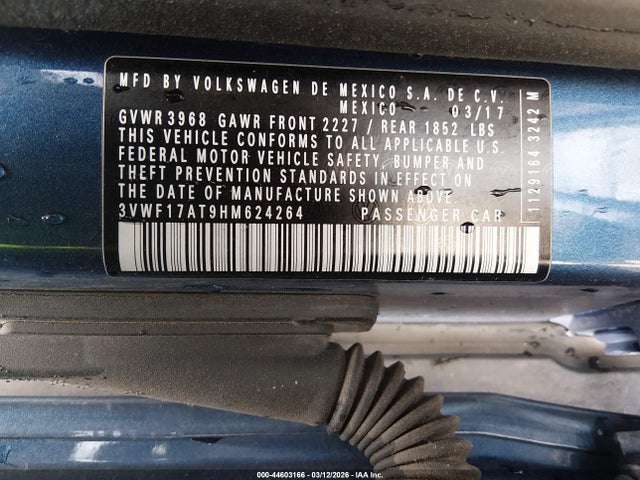 MFD BY VOLKSWAGEN DE MEXICO S.A. DE C.V.
MEXICO 03/17
GVWR 3968 GAWR FRONT 2227 / REAR 1852 LBS
THIS VEHICLE CONFORMS TO ALL APPLICABLE U.S.
FEDERAL MOTOR VEHICLE SAFETY, BUMPER AND
THEFT PREVENTION STANDARDS IN EFFECT ON
THE DATE OF MANUFACTURE SHOWN ABOVE.
3VWF17AT9HM624264 PASSENGER CAR
1129164 3242 M
000-44603166 - 03/12/2026 - IAA Inc.